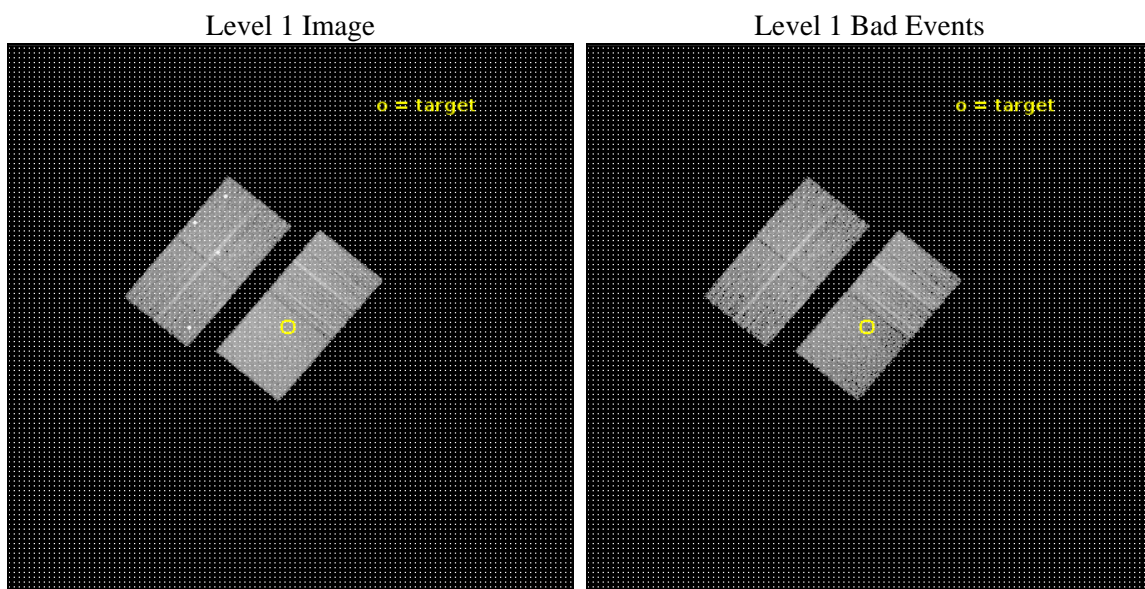 Level 1 Image
Level 1 Bad Events
o = target
o = target